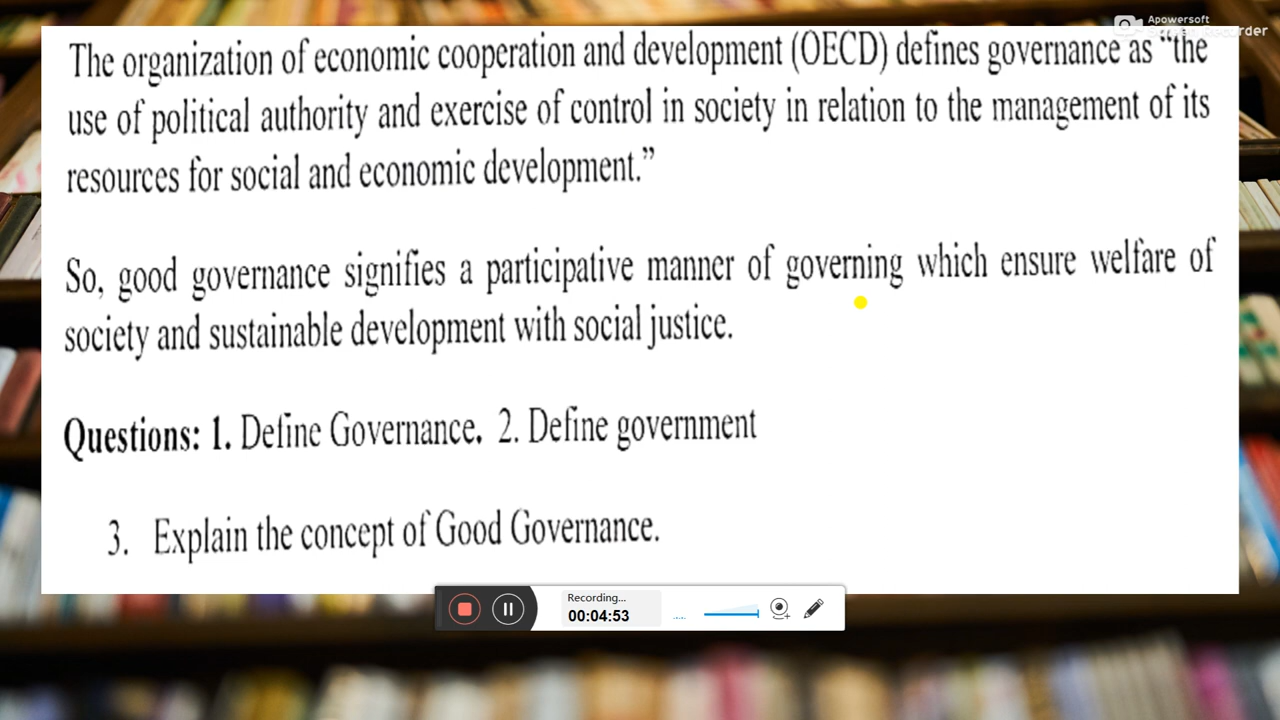 Apowersoft
Screen Recorder
The organization of economic cooperation and development (OECD) defines governance as “the
use of political authority and exercise of control in society in relation to the management of its
resources for social and economic development.”
So, good governance signifies a participative manner of governing which ensure welfare of
society and sustainable development with social justice.
Questions: 1. Define Governance. 2. Define government
3. Explain the concept of Good Governance.
Recording...
00:04:53